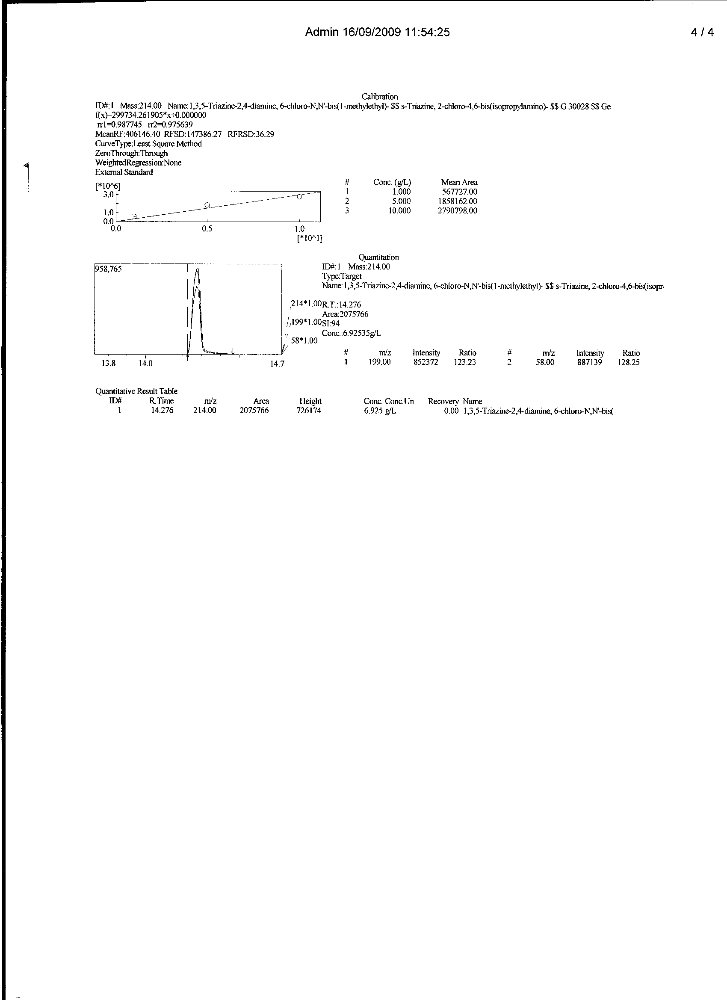 Admin 16/09/2009 11:54:25
4 / 4
Calibration
ID#:1 Mass:214.00 Name:1,3,5-Triazine-2,4-diamine, 6-chloro-N,N'-bis(1-methylethyl)- $$ s-Triazine, 2-chloro-4,6-bis(isopropylamino)- $$ G 30028 $$ Ge
f(x)=299734.261905*x+0.000000
rr1=0.987745 rr2=0.975639
MeanRF:406146.40 RFSD:147386.27 RFRSD:36.29
CurveType:Least Square Method
ZeroThrough:Through
WeightedRegression:None
External Standard
[*10^6]
3.0
1.0
0.0
0.0 0.5 1.0
[*10^1]
# Conc. (g/L) Mean Area
1 1.000 567727.00
2 5.000 1858162.00
3 10.000 2790798.00
Quantitation
958,765
13.8 14.0 14.7
214*1.00
199*1.00
58*1.00
ID#:1 Mass:214.00
Type:Target
Name:1,3,5-Triazine-2,4-diamine, 6-chloro-N,N'-bis(1-methylethyl)- $$ s-Triazine, 2-chloro-4,6-bis(isopr
R.T.:14.276
Area:2075766
SI:94
Conc.:6.92535g/L
# m/z Intensity Ratio # m/z Intensity Ratio
1 199.00 852372 123.23 2 58.00 887139 128.25
Quantitative Result Table
ID# R.Time m/z Area Height Conc. Conc.Un Recovery Name
1 14.276 214.00 2075766 726174 6.925 g/L 0.00 1,3,5-Triazine-2,4-diamine, 6-chloro-N,N'-bis(